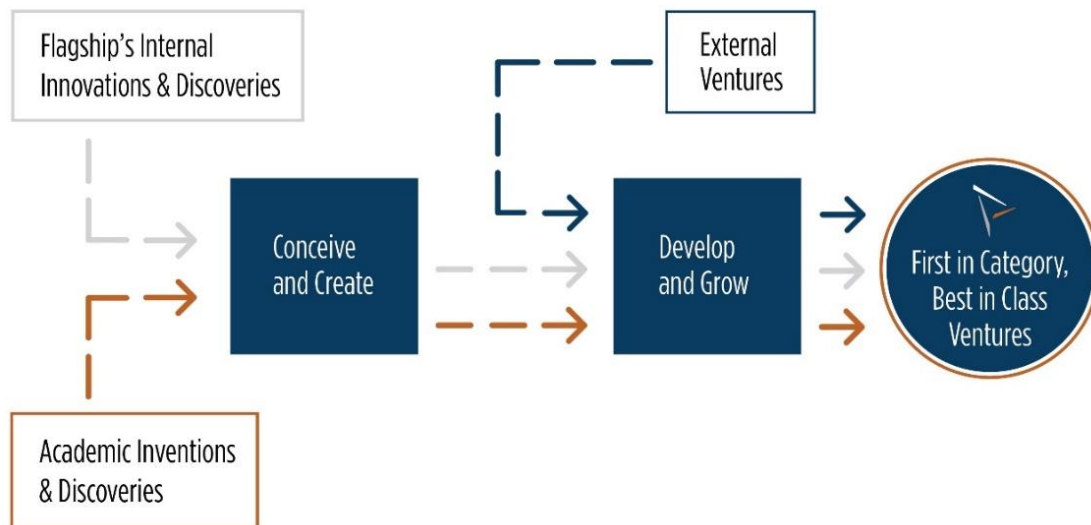 Flagship's Internal
Innovations & Discoveries
External
Ventures
Conceive
and Create
Develop
and Grow
First in Category,
Best in Class
Ventures
Academic Inventions
& Discoveries